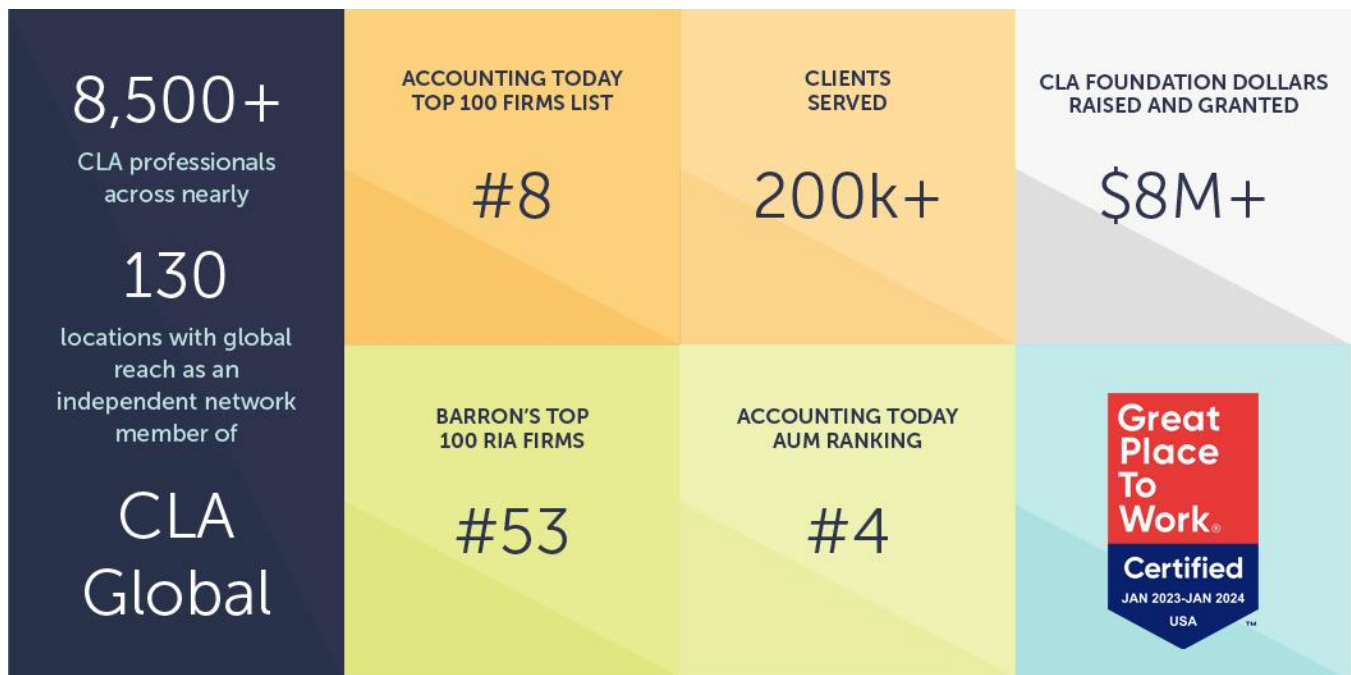 8,500+
CLA professionals
across nearly
130
locations with global
reach as an
independent network
member of
CLA
Global
ACCOUNTING TODAY
TOP 100 FIRMS LIST
#8
CLIENTS
SERVED
200k+
CLA FOUNDATION DOLLARS
RAISED AND GRANTED
$8M+
BARRON'S TOP
100 RIA FIRMS
#53
ACCOUNTING TODAY
AUM RANKING
#4
Great
Place
To
Work®
Certified
JAN 2023-JAN 2024
USA
™